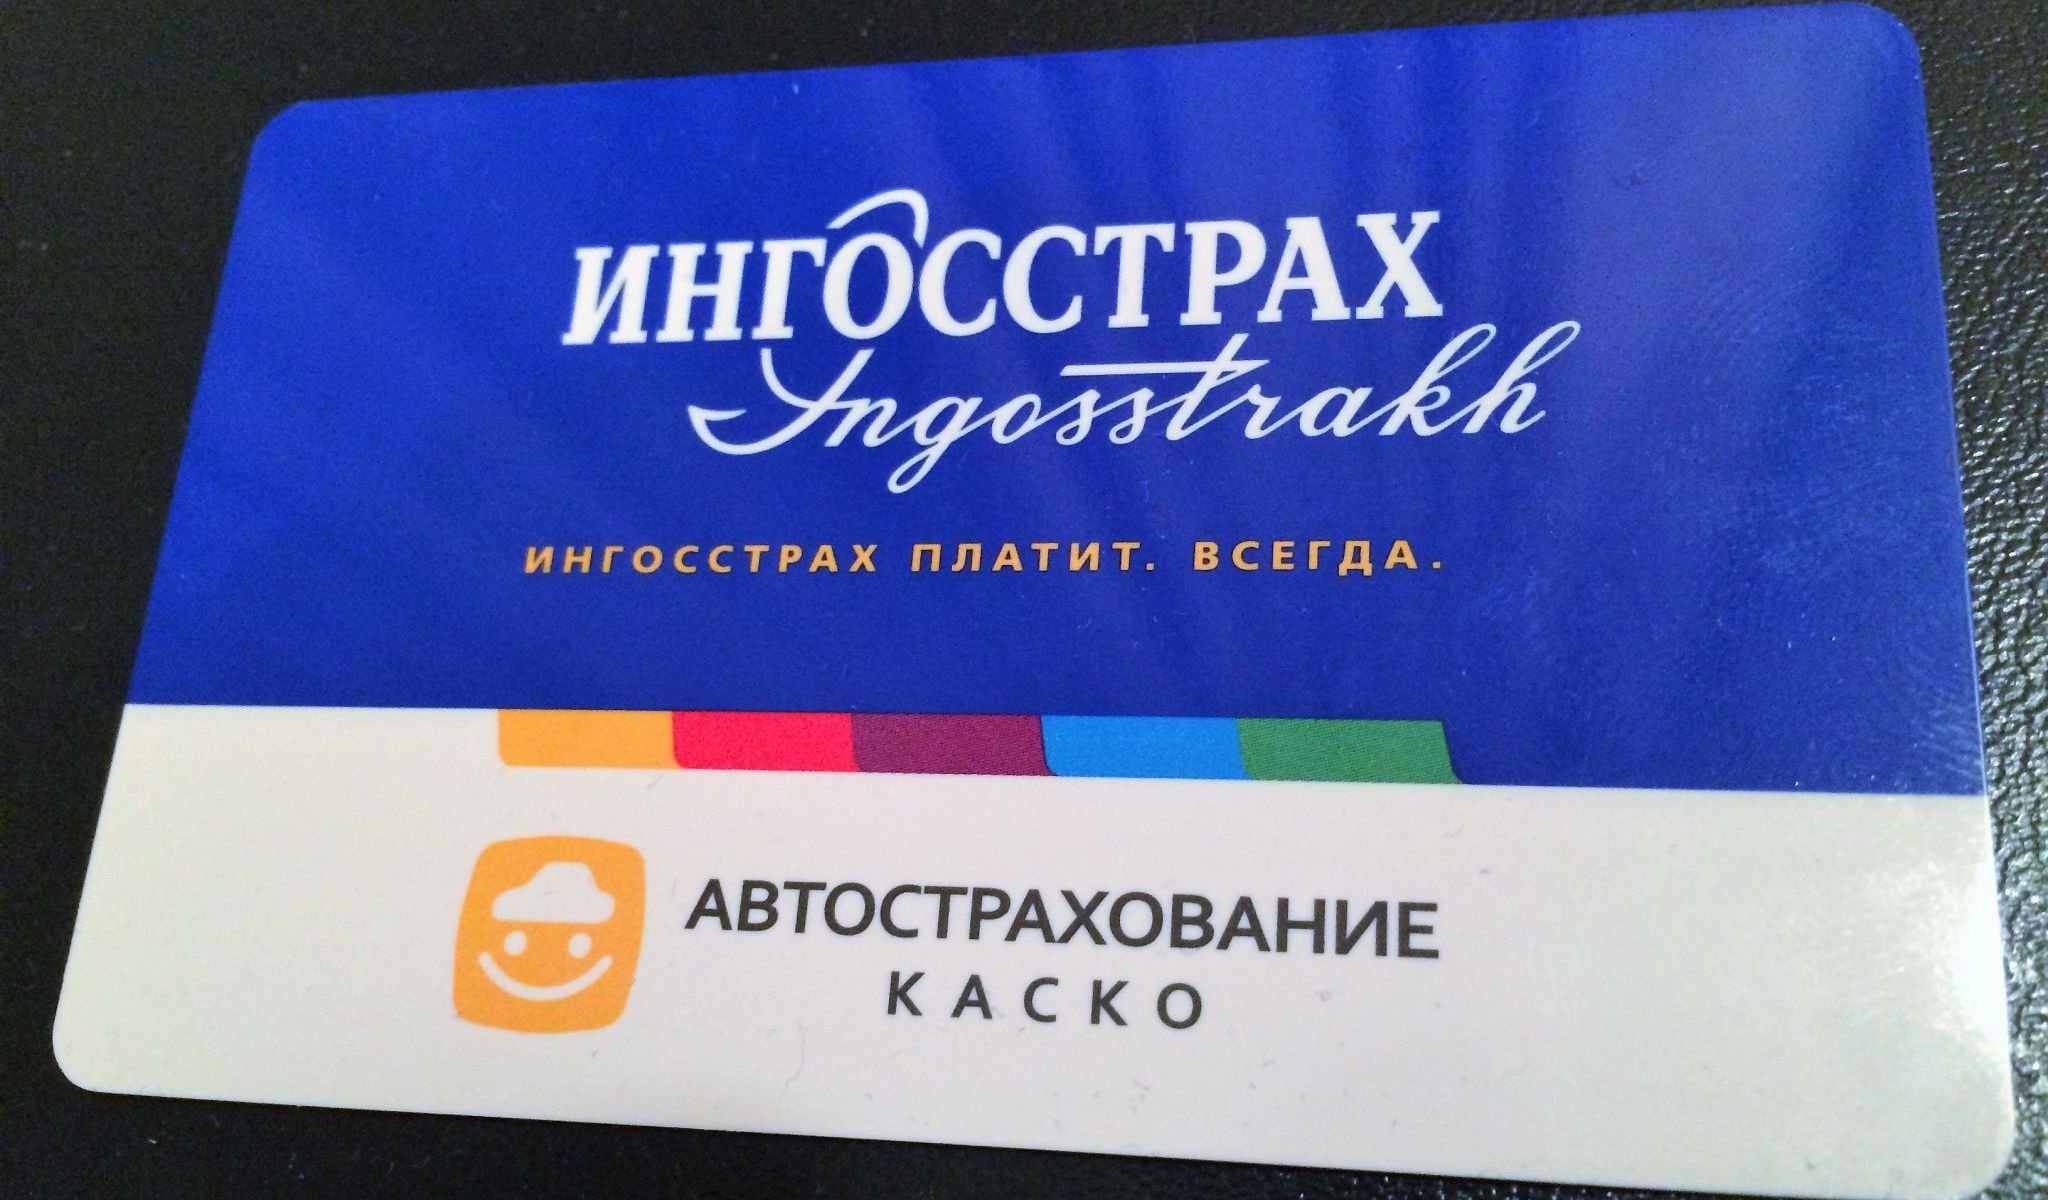 ИНГОССТРАХ
Ingosstrakh
ИНГОССТРАХ ПЛАТИТ. ВСЕГДА.
АВТОСТРАХОВАНИЕ
КАСКО